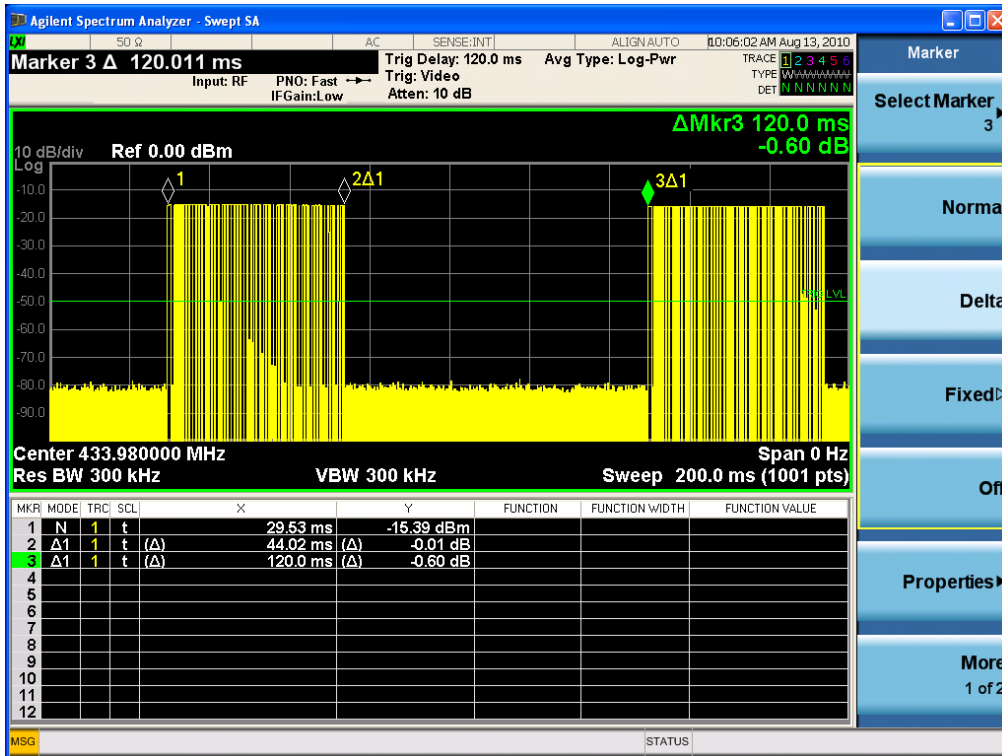 Agilent Spectrum Analyzer - Swept SA
LXI 50 Ω AC SENSE:INT ALIGN AUTO 10:06:02 AM Aug 13, 2010
Marker 3 Δ 120.011 ms
Input: RF PNO: Fast
IFGain:Low
Trig Delay: 120.0 ms
Trig: Video
Atten: 10 dB
Avg Type: Log-Pwr
TRACE 1 2 3 4 5 6
TYPE
DET N N N N N N
ΔMkr3 120.0 ms
-0.60 dB
10 dB/div Ref 0.00 dBm
Log
1
2Δ1
3Δ1
-10.0
-20.0
-30.0
-40.0
-50.0
LVL
-60.0
-70.0
-80.0
-90.0
Center 433.980000 MHz Span 0 Hz
Res BW 300 kHz VBW 300 kHz Sweep 200.0 ms (1001 pts)
MKR MODE TRC SCL X Y FUNCTION FUNCTION WIDTH FUNCTION VALUE
1 N 1 t 29.53 ms -15.39 dBm
2 Δ1 1 t (Δ) 44.02 ms (Δ) -0.01 dB
3 Δ1 1 t (Δ) 120.0 ms (Δ) -0.60 dB
4
5
6
7
8
9
10
11
12
MSG STATUS
Marker
Select Marker
3
Norma
Delta
Fixed
Off
Properties
More
1 of 2